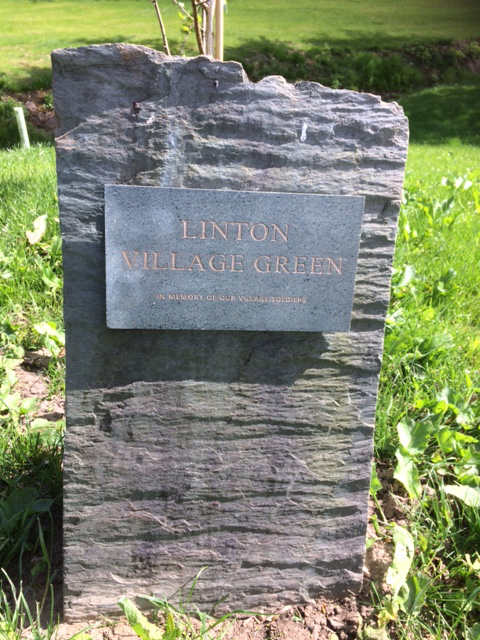 LINTON
VILLAGE GREEN
IN MEMORY OF OUR VILLAGE SOLDIERS